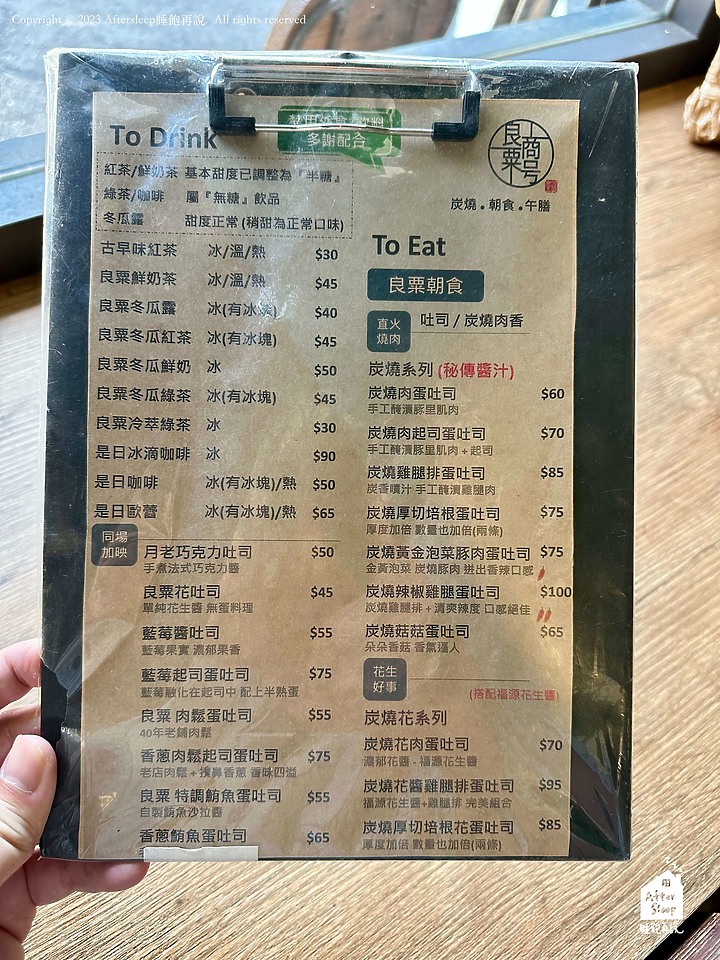 Copyright © 2023 Aftersleep睡飽再說. All rights reserved
To Drink
禁用外食、飲料
多謝配合
良粟商号
炭燒．朝食．午膳
紅茶/鮮奶茶 基本甜度已調整為『半糖』
綠茶/咖啡 屬『無糖』飲品
冬瓜露 甜度正常 (稍甜為正常口味)
古早味紅茶 冰/溫/熱 $30
良粟鮮奶茶 冰/溫/熱 $45
良粟冬瓜露 冰(有冰塊) $40
良粟冬瓜紅茶 冰(有冰塊) $45
良粟冬瓜鮮奶 冰 $50
良粟冬瓜綠茶 冰(有冰塊) $45
良粟冷萃綠茶 冰 $30
是日冰滴咖啡 冰 $90
是日咖啡 冰(有冰塊)/熱 $50
是日歐蕾 冰(有冰塊)/熱 $65
同場
加映
月老巧克力吐司 $50
手煮法式巧克力醬
良粟花吐司 $45
單純花生醬 無蛋料理
藍莓醬吐司 $55
藍莓果實 濃郁果香
藍莓起司蛋吐司 $75
藍莓融化在起司中 配上半熟蛋
良粟 肉鬆蛋吐司 $55
40年老鋪肉鬆
香蔥肉鬆起司蛋吐司 $75
老店肉鬆 + 撲鼻香蔥 香味四溢
良粟 特調鮪魚蛋吐司 $55
自製鮪魚沙拉醬
香蔥鮪魚蛋吐司 $65
To Eat
良粟朝食
直火
燒肉
吐司 / 炭燒肉香
炭燒系列 (秘傳醬汁)
炭燒肉蛋吐司 $60
手工醃漬豚里肌肉
炭燒肉起司蛋吐司 $70
手工醃漬豚里肌肉 + 起司
炭燒雞腿排蛋吐司 $85
炭香噴汁 手工醃漬雞腿肉
炭燒厚切培根蛋吐司 $75
厚度加倍 數量也加倍(兩條)
炭燒黃金泡菜豚肉蛋吐司 $75
金黃泡菜 炭燒豚肉 迸出香辣口感
炭燒辣椒雞腿蛋吐司 $100
炭燒雞腿排 + 清爽辣度 口感絕佳
炭燒菇菇蛋吐司 $65
朵朵香菇 香氣逼人
花生
好事
(搭配福源花生醬)
炭燒花系列
炭燒花肉蛋吐司 $70
濃郁花醬 - 福源花生醬
炭燒花醬雞腿排蛋吐司 $95
福源花生醬+雞腿排 完美組合
炭燒厚切培根花蛋吐司 $85
厚度加倍 數量也加倍(兩條)
After
Sleep
睡飽再說